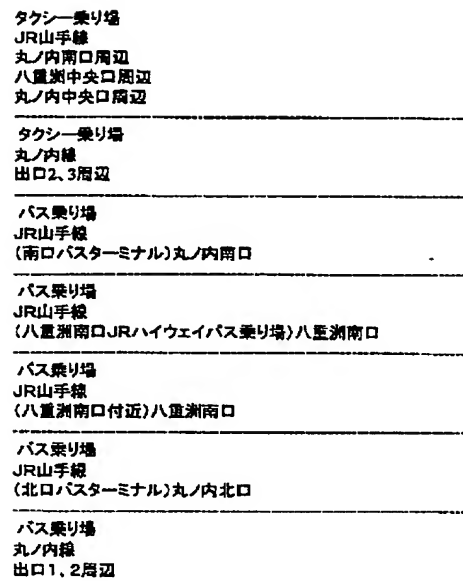 タクシー乗り場
JR山手線
丸ノ内南口周辺
八重洲中央口周辺
丸ノ内中央口周辺
タクシー乗り場
丸ノ内線
出口2、3周辺
バス乗り場
JR山手線
(南口バスターミナル)丸ノ内南口
バス乗り場
JR山手線
(八重洲南口JRハイウェイバス乗り場)八重洲南口
バス乗り場
JR山手線
(八重洲南口付近)八重洲南口
バス乗り場
JR山手線
(北口バスターミナル)丸ノ内北口
バス乗り場
丸ノ内線
出口1、2周辺